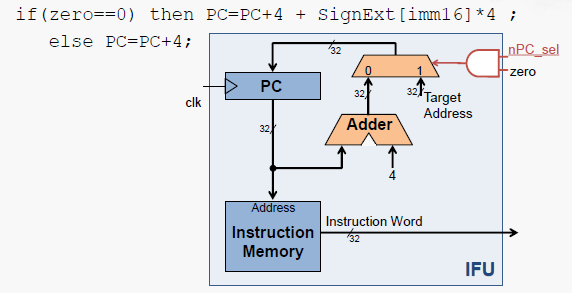 if(zero==0) then PC=PC+4 + SignExt[imm16]*4 ;
else PC=PC+4;
32
nPC_sel
0
1
zero
PC
clk
32
32
Target
Address
Adder
32
4
Address
Instruction
Memory
Instruction Word
32
IFU